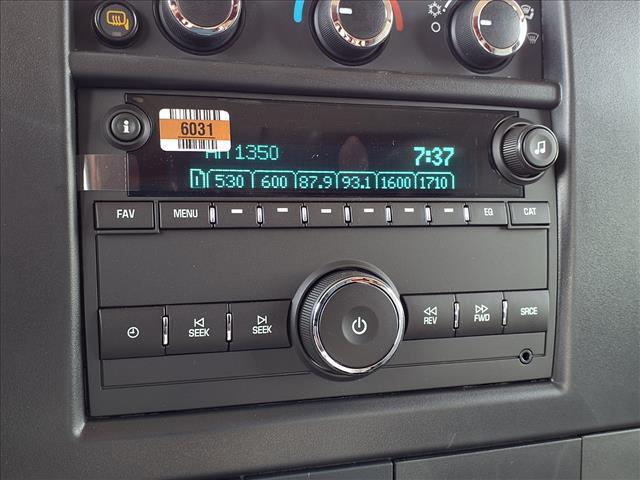 6031
AM 1350
7:37
1 530 600 87.9 93.1 1600 1710
FAV MENU EQ CAT
SEEK SEEK REV FWD SRCE